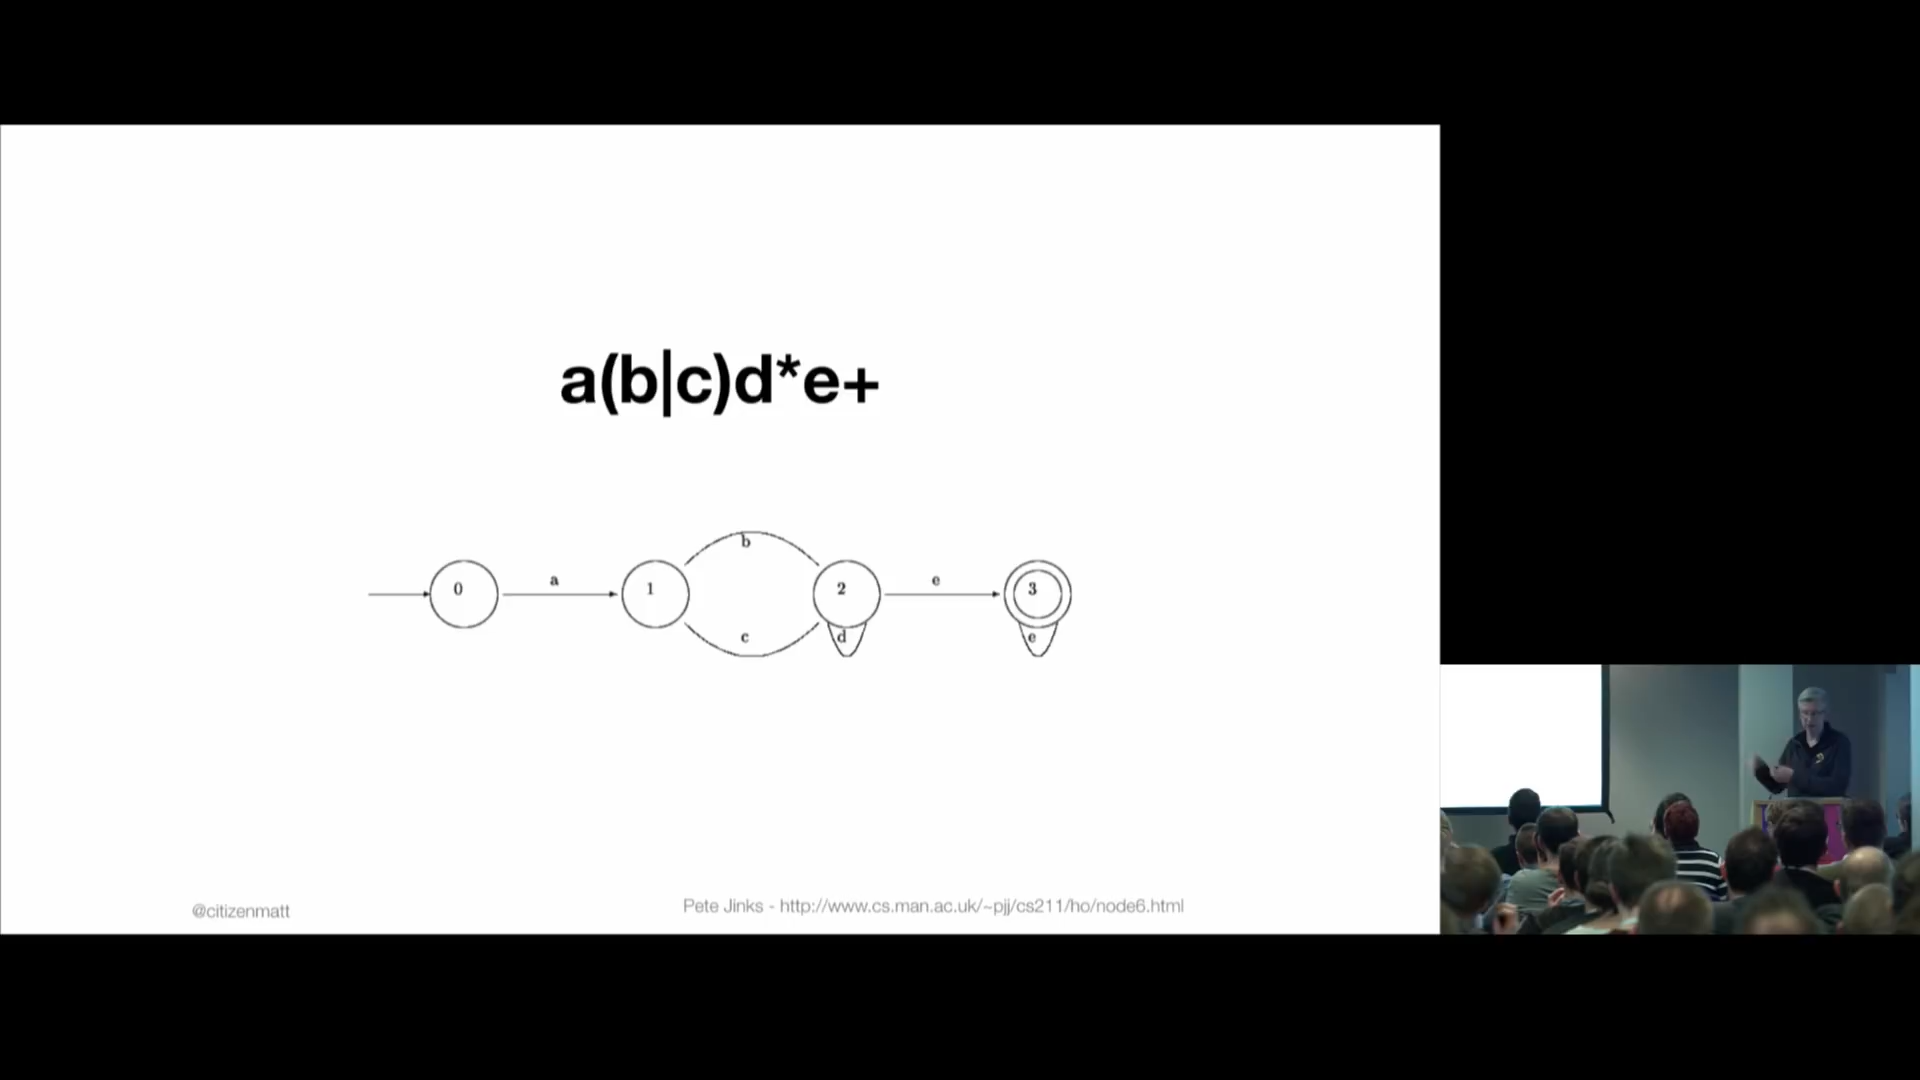 a(b|c)d*e+
b
0 a 1 2 e 3
c d e
@citizenmatt
Pete Jinks - http://www.cs.man.ac.uk/~pjj/cs211/ho/node6.html